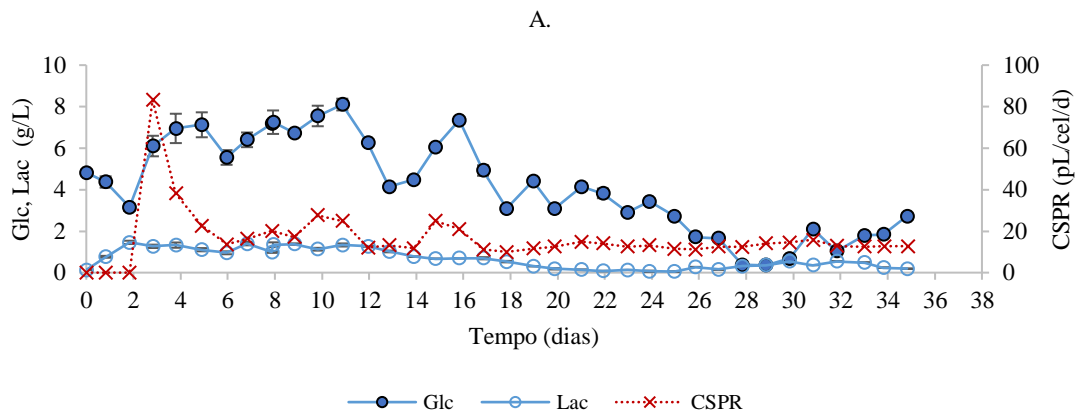 A.
Glc, Lac (g/L)
10
8
6
4
2
0
100
80
60
40
20
0
CSPR (pL/cel/d)
0 2 4 6 8 10 12 14 16 18 20 22 24 26 28 30 32 34 36 38
Tempo (dias)
Glc Lac CSPR